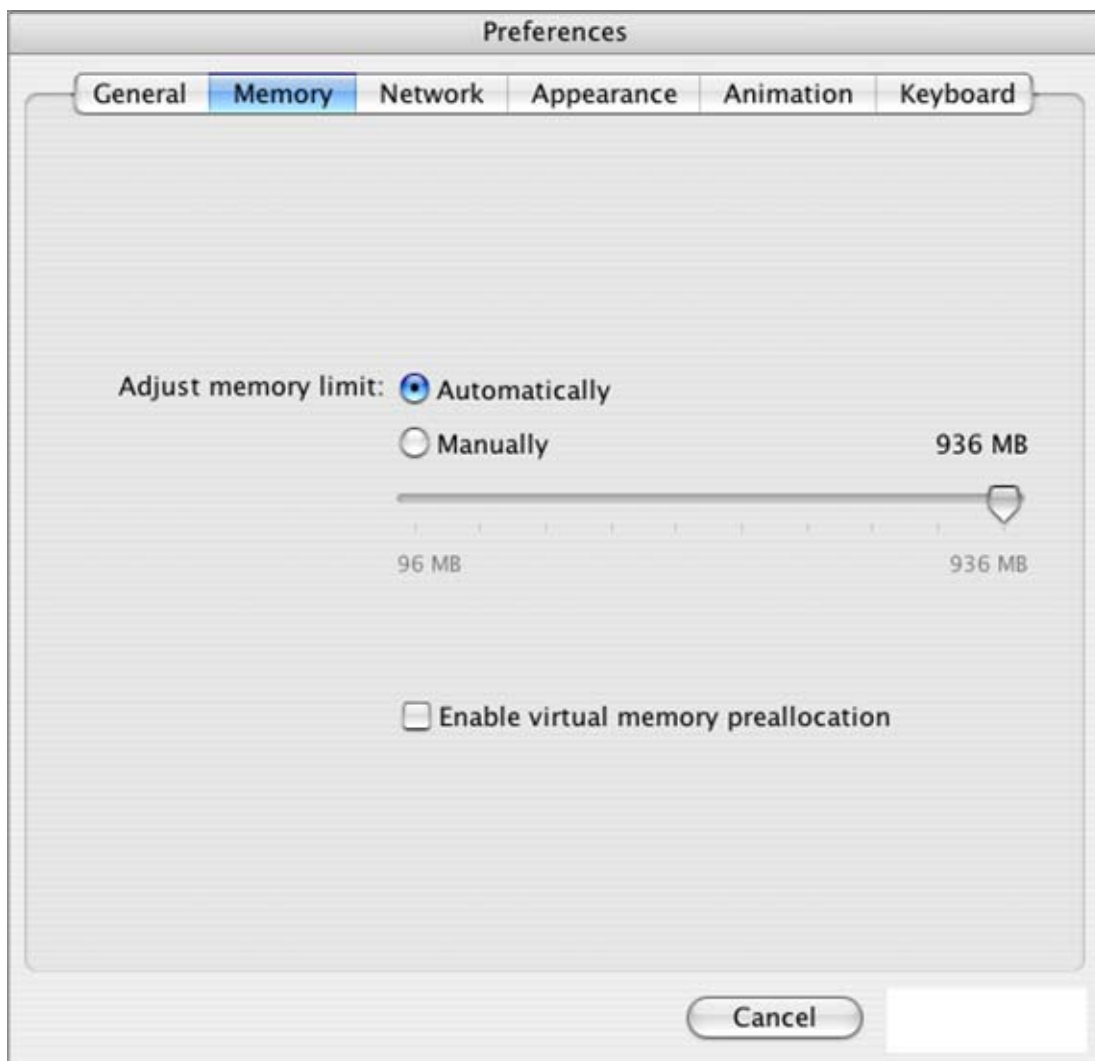 Preferences
General Memory Network Appearance Animation Keyboard
Adjust memory limit: Automatically
Manually 936 MB
96 MB 936 MB
Enable virtual memory preallocation
Cancel